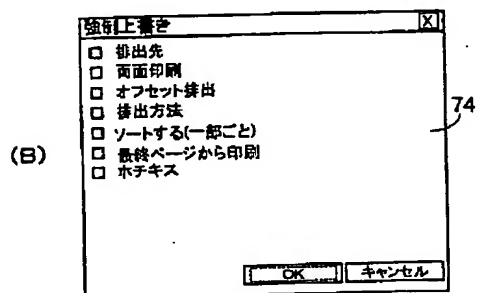 強制上書き X
□ 排出先
□ 両面印刷
□ オフセット排出
□ 排出方法
□ ソートする(一部ごと)
□ 最終ページから印刷
□ ホチキス
74
(B)
OK キャンセル